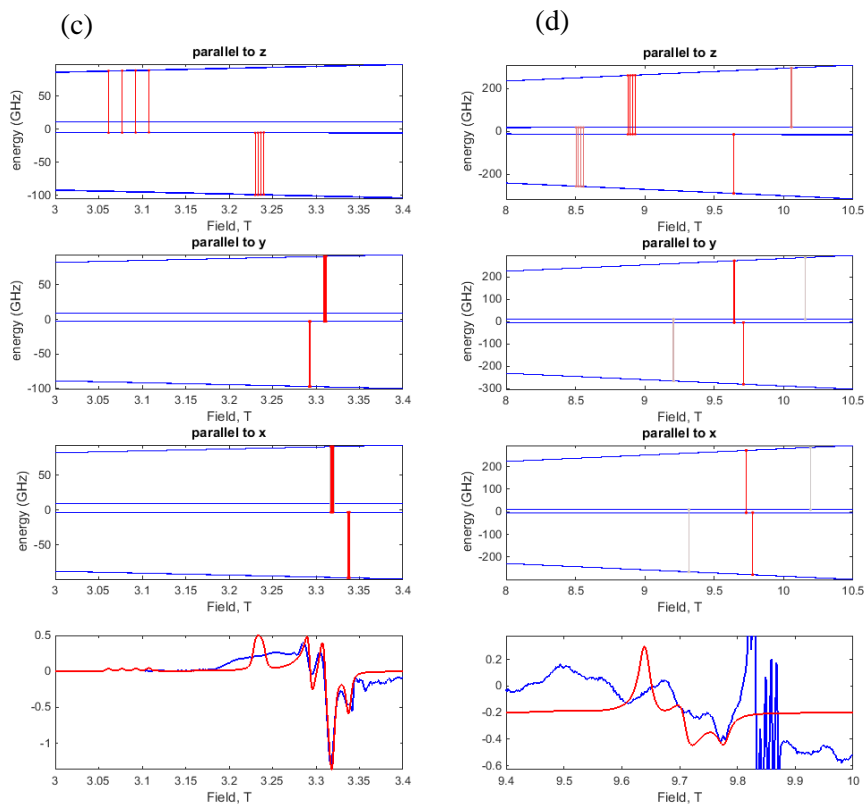 (c)
(d)
parallel to z
energy (GHz)
50
0
-50
-100
3 3.05 3.1 3.15 3.2 3.25 3.3 3.35 3.4
Field, T
parallel to y
energy (GHz)
50
0
-50
-100
3 3.05 3.1 3.15 3.2 3.25 3.3 3.35 3.4
Field, T
parallel to x
energy (GHz)
50
0
-50
3 3.05 3.1 3.15 3.2 3.25 3.3 3.35 3.4
Field, T
0.5
0
-0.5
-1
3 3.05 3.1 3.15 3.2 3.25 3.3 3.35 3.4
Field, T
parallel to z
energy (GHz)
200
0
-200
8 8.5 9 9.5 10 10.5
Field, T
parallel to y
energy (GHz)
200
100
0
-100
-200
-300
8 8.5 9 9.5 10 10.5
Field, T
parallel to x
energy (GHz)
200
100
0
-100
-200
8 8.5 9 9.5 10 10.5
Field, T
0.2
0
-0.2
-0.4
-0.6
9.4 9.5 9.6 9.7 9.8 9.9 10
Field, T